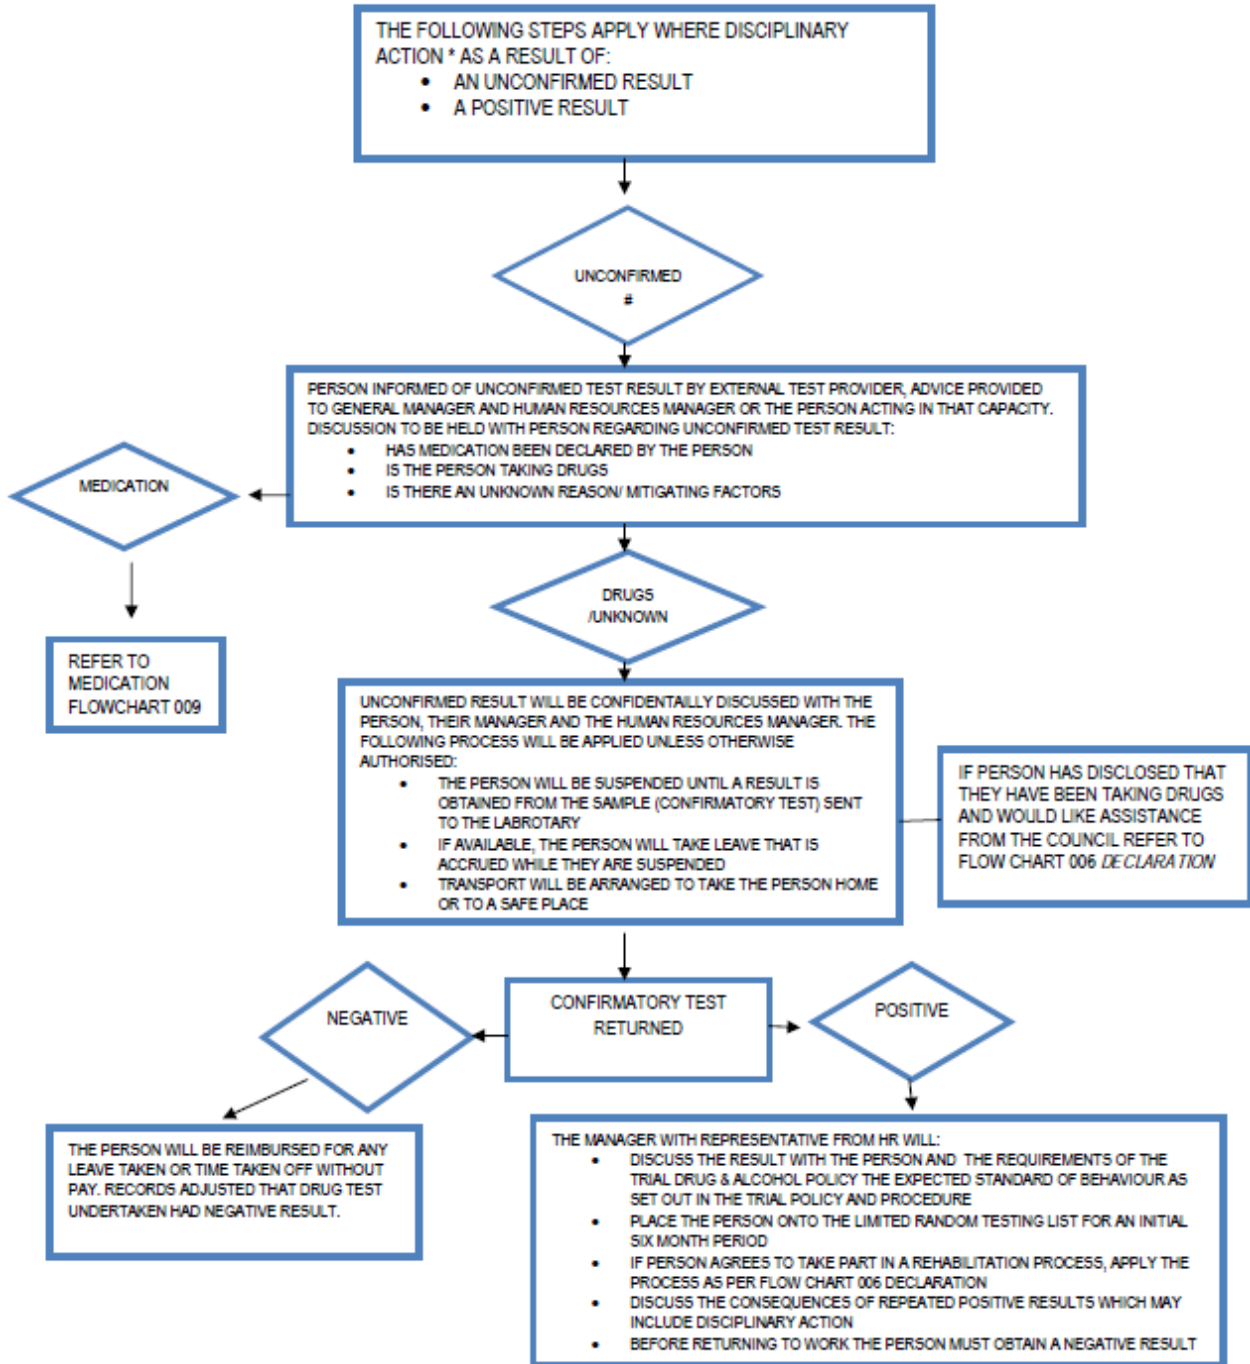 THE FOLLOWING STEPS APPLY WHERE DISCIPLINARY
ACTION * AS A RESULT OF:
• AN UNCONFIRMED RESULT
• A POSITIVE RESULT
UNCONFIRMED
#
PERSON INFORMED OF UNCONFIRMED TEST RESULT BY EXTERNAL TEST PROVIDER, ADVICE PROVIDED
TO GENERAL MANAGER AND HUMAN RESOURCES MANAGER OR THE PERSON ACTING IN THAT CAPACITY.
DISCUSSION TO BE HELD WITH PERSON REGARDING UNCONFIRMED TEST RESULT:
• HAS MEDICATION BEEN DECLARED BY THE PERSON
• IS THE PERSON TAKING DRUGS
• IS THERE AN UNKNOWN REASON/ MITIGATING FACTORS
MEDICATION
REFER TO
MEDICATION
FLOWCHART 009
DRUGS
/UNKNOWN
UNCONFIRMED RESULT WILL BE CONFIDENTAILLY DISCUSSED WITH THE
PERSON, THEIR MANAGER AND THE HUMAN RESOURCES MANAGER. THE
FOLLOWING PROCESS WILL BE APPLIED UNLESS OTHERWISE
AUTHORISED:
• THE PERSON WILL BE SUSPENDED UNTIL A RESULT IS
OBTAINED FROM THE SAMPLE (CONFIRMATORY TEST) SENT
TO THE LABROTARY
• IF AVAILABLE, THE PERSON WILL TAKE LEAVE THAT IS
ACCRUED WHILE THEY ARE SUSPENDED
• TRANSPORT WILL BE ARRANGED TO TAKE THE PERSON HOME
OR TO A SAFE PLACE
IF PERSON HAS DISCLOSED THAT
THEY HAVE BEEN TAKING DRUGS
AND WOULD LIKE ASSISTANCE
FROM THE COUNCIL REFER TO
FLOW CHART 006 DECLARATION
CONFIRMATORY TEST
RETURNED
NEGATIVE
POSITIVE
THE PERSON WILL BE REIMBURSED FOR ANY
LEAVE TAKEN OR TIME TAKEN OFF WITHOUT
PAY. RECORDS ADJUSTED THAT DRUG TEST
UNDERTAKEN HAD NEGATIVE RESULT.
THE MANAGER WITH REPRESENTATIVE FROM HR WILL:
• DISCUSS THE RESULT WITH THE PERSON AND THE REQUIREMENTS OF THE
TRIAL DRUG & ALCOHOL POLICY THE EXPECTED STANDARD OF BEHAVIOUR AS
SET OUT IN THE TRIAL POLICY AND PROCEDURE
• PLACE THE PERSON ONTO THE LIMITED RANDOM TESTING LIST FOR AN INITIAL
SIX MONTH PERIOD
• IF PERSON AGREES TO TAKE PART IN A REHABILITATION PROCESS, APPLY THE
PROCESS AS PER FLOW CHART 006 DECLARATION
• DISCUSS THE CONSEQUENCES OF REPEATED POSITIVE RESULTS WHICH MAY
INCLUDE DISCIPLINARY ACTION
• BEFORE RETURNING TO WORK THE PERSON MUST OBTAIN A NEGATIVE RESULT